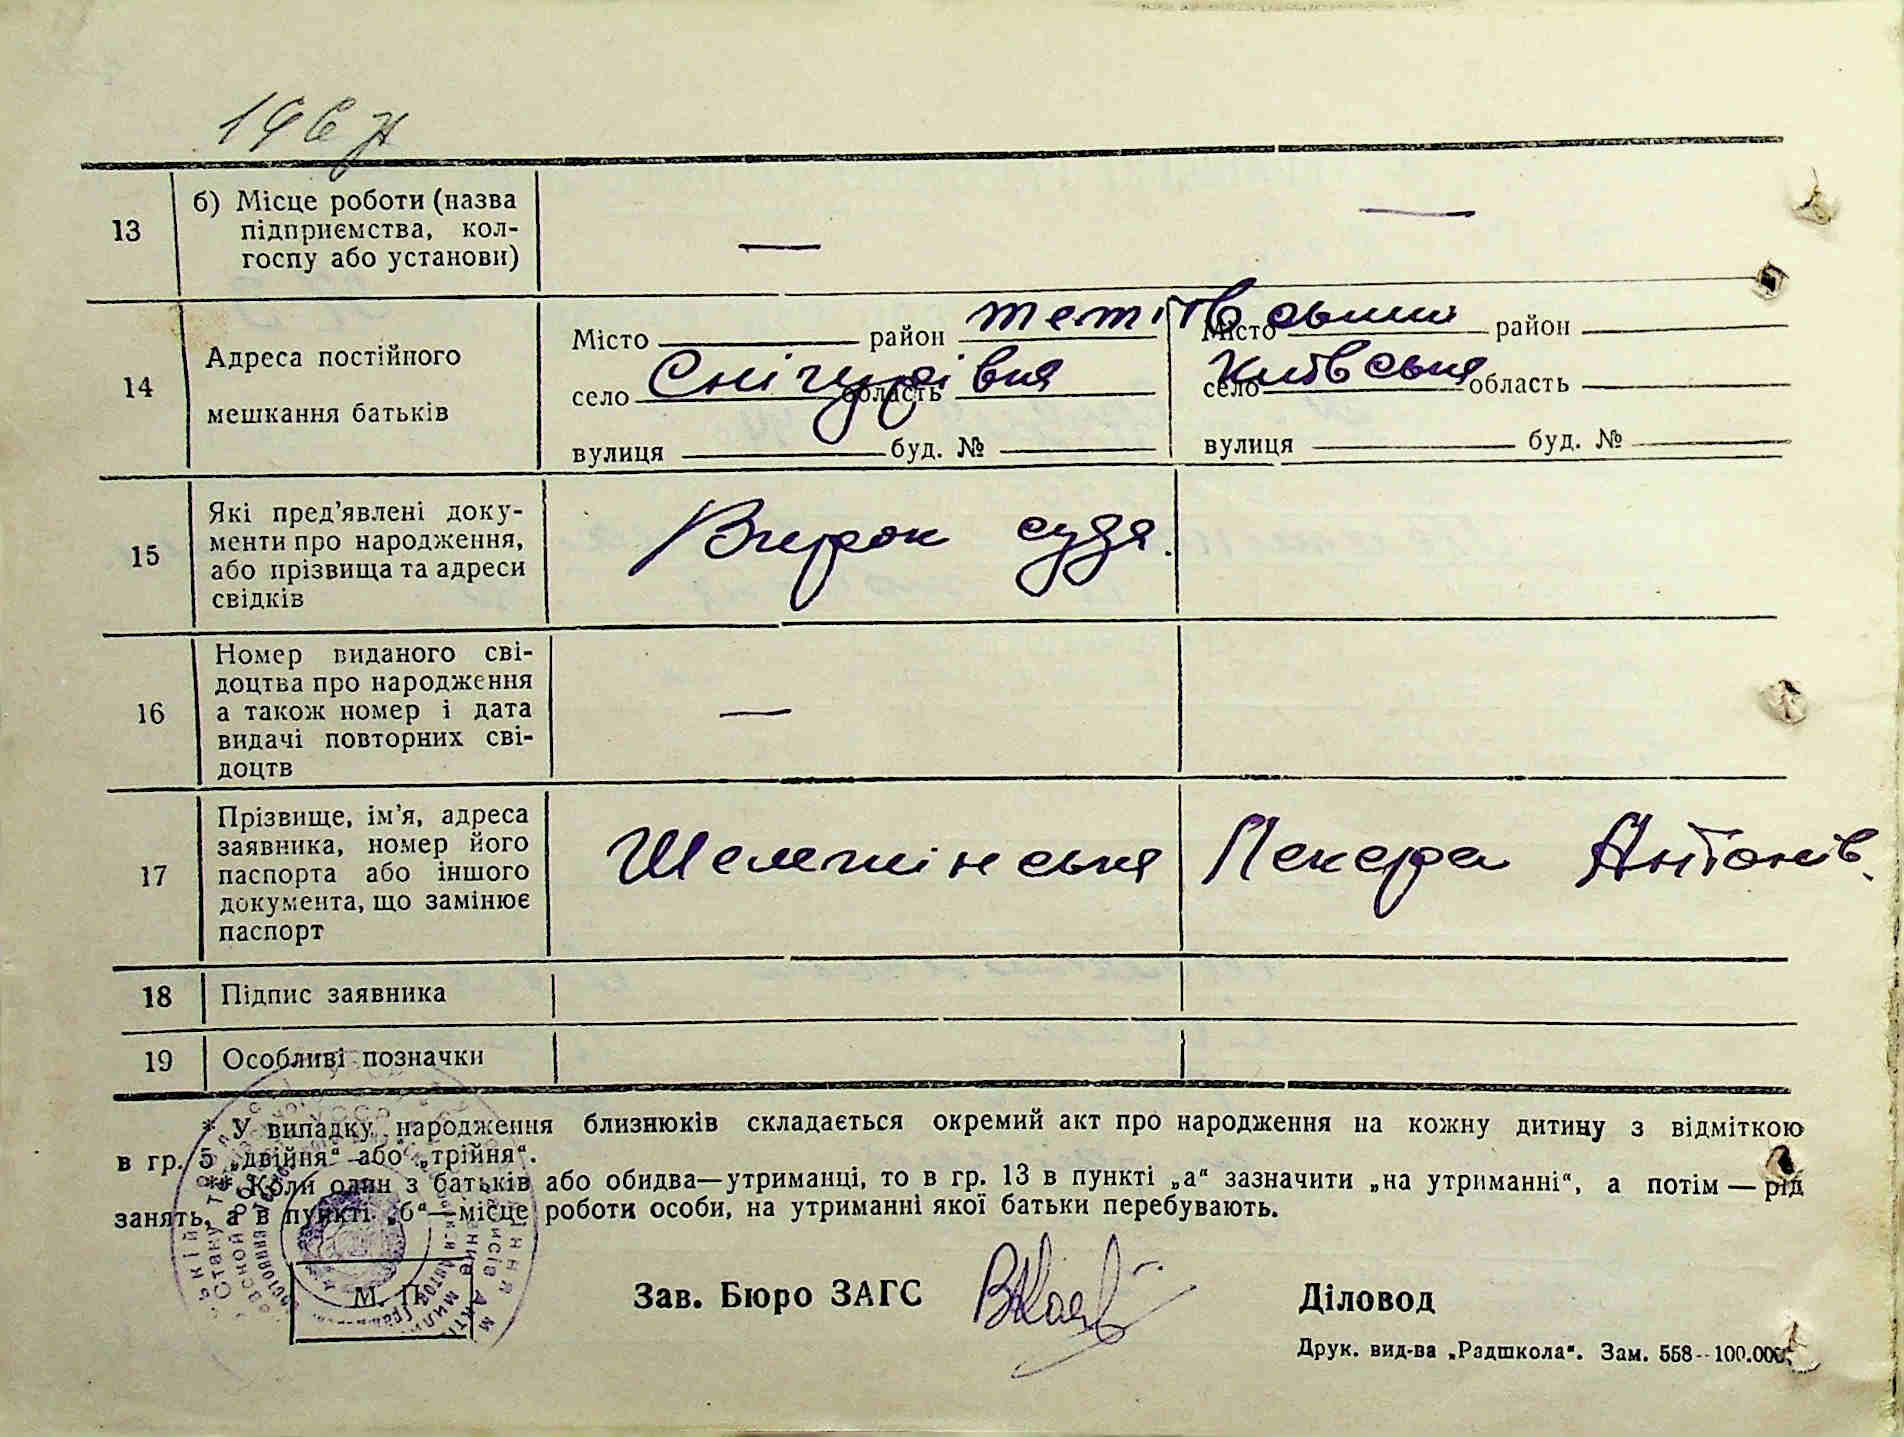 13
б) Місце роботи (назва
підприємства, кол-
госпу або установи)
—
—
14
Адреса постійного
мешкання батьків
Місто район тетіївський
село Снігурівка область Київська
вулиця буд. №
Місто район
село область
вулиця буд. №
15
Які пред'явлені доку-
менти про народження,
або прізвища та адреси
свідків
Вирок суда.
16
Номер виданого сві-
доцтва про народження
а також номер і дата
видачі повторних сві-
доцтв
—
17
Прізвище, ім'я, адреса
заявника, номер його
паспорта або іншого
документа, що замінює
паспорт
Антонів.
18
Підпис заявника
19
Особливі позначки
* У випадку народження близнюків складається окремий акт про народження на кожну дитину з відміткою
в гр. 5 „двійня“ або „трійня“.
** Коли один з батьків або обидва—утриманці, то в гр. 13 в пункті „а“ зазначити „на утриманні“, а потім — рід
занять, а в пункті „б“—місце роботи особи, на утриманні якої батьки перебувають.
М. П.
Зав. Бюро ЗАГС
Діловод
Друк. вид-ва „Радшкола“. Зам. 558--100.000.